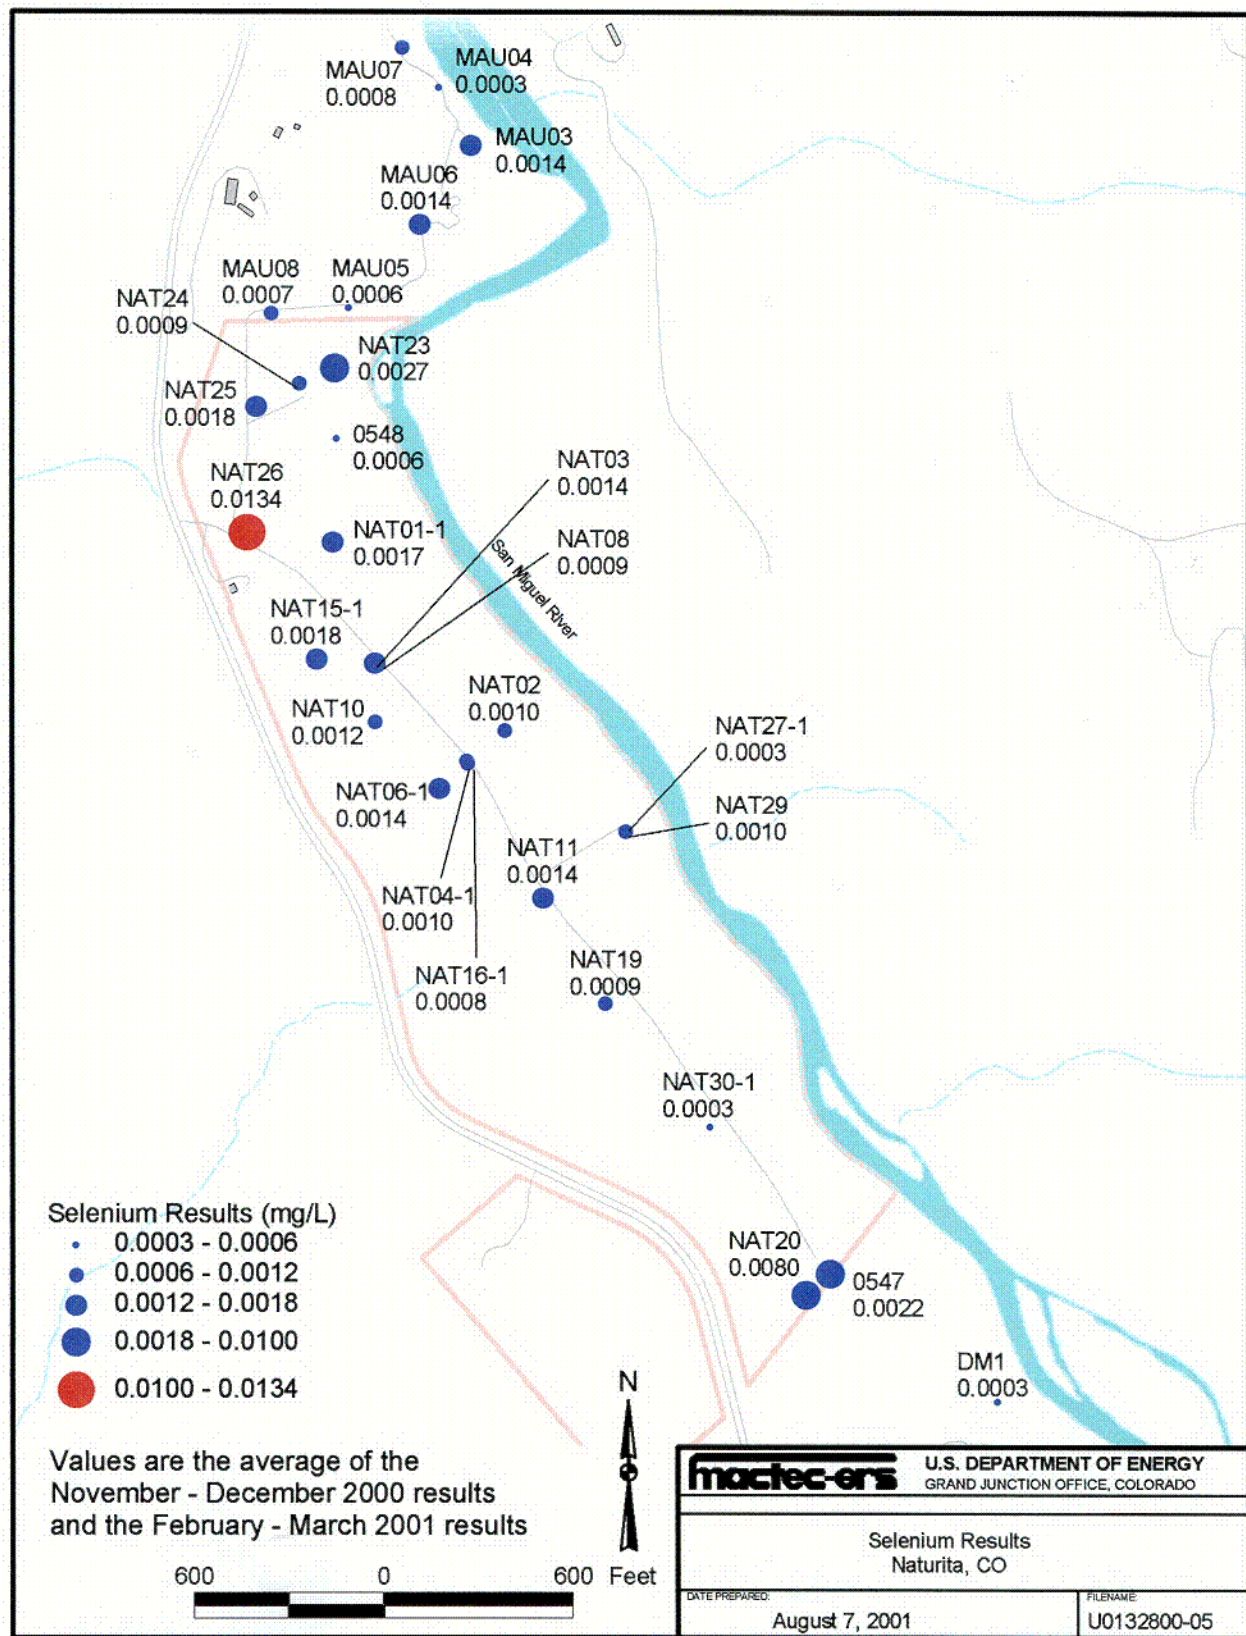 MAU07
0.0008
MAU04
0.0003
MAU03
0.0014
MAU06
0.0014
MAU08
0.0007
MAU05
0.0006
NAT24
0.0009
NAT23
0.0027
NAT25
0.0018
0548
0.0006
NAT26
0.0134
NAT03
0.0014
NAT01-1
0.0017
NAT08
0.0009
San Miguel River
NAT15-1
0.0018
NAT02
0.0010
NAT10
0.0012
NAT27-1
0.0003
NAT06-1
0.0014
NAT29
0.0010
NAT11
0.0014
NAT04-1
0.0010
NAT16-1
0.0008
NAT19
0.0009
NAT30-1
0.0003
NAT20
0.0080
0547
0.0022
DM1
0.0003
Selenium Results (mg/L)
0.0003 - 0.0006
0.0006 - 0.0012
0.0012 - 0.0018
0.0018 - 0.0100
0.0100 - 0.0134
Values are the average of the
November - December 2000 results
and the February - March 2001 results
N
600 0 600 Feet
mactec-ers
U.S. DEPARTMENT OF ENERGY
GRAND JUNCTION OFFICE, COLORADO
Selenium Results
Naturita, CO
DATE PREPARED:
August 7, 2001
FILENAME:
U0132800-05